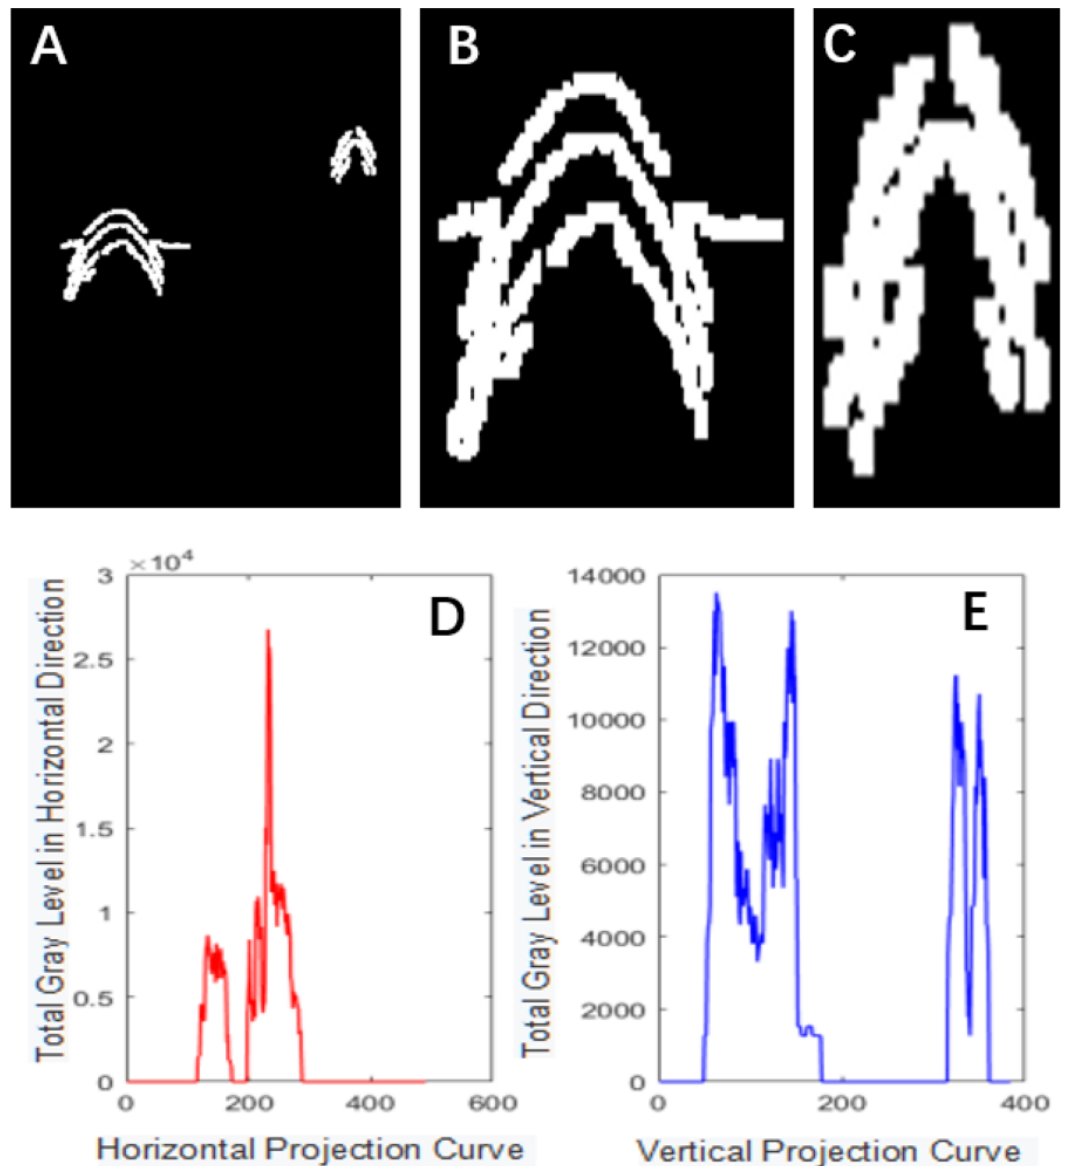 A
B
C
×10⁴
3
2.5
2
1.5
1
0.5
0
0
200
400
600
D
Total Gray Level in Horizontal Direction
Horizontal Projection Curve
14000
12000
10000
8000
6000
4000
2000
0
0
200
400
E
Total Gray Level in Vertical Direction
Vertical Projection Curve